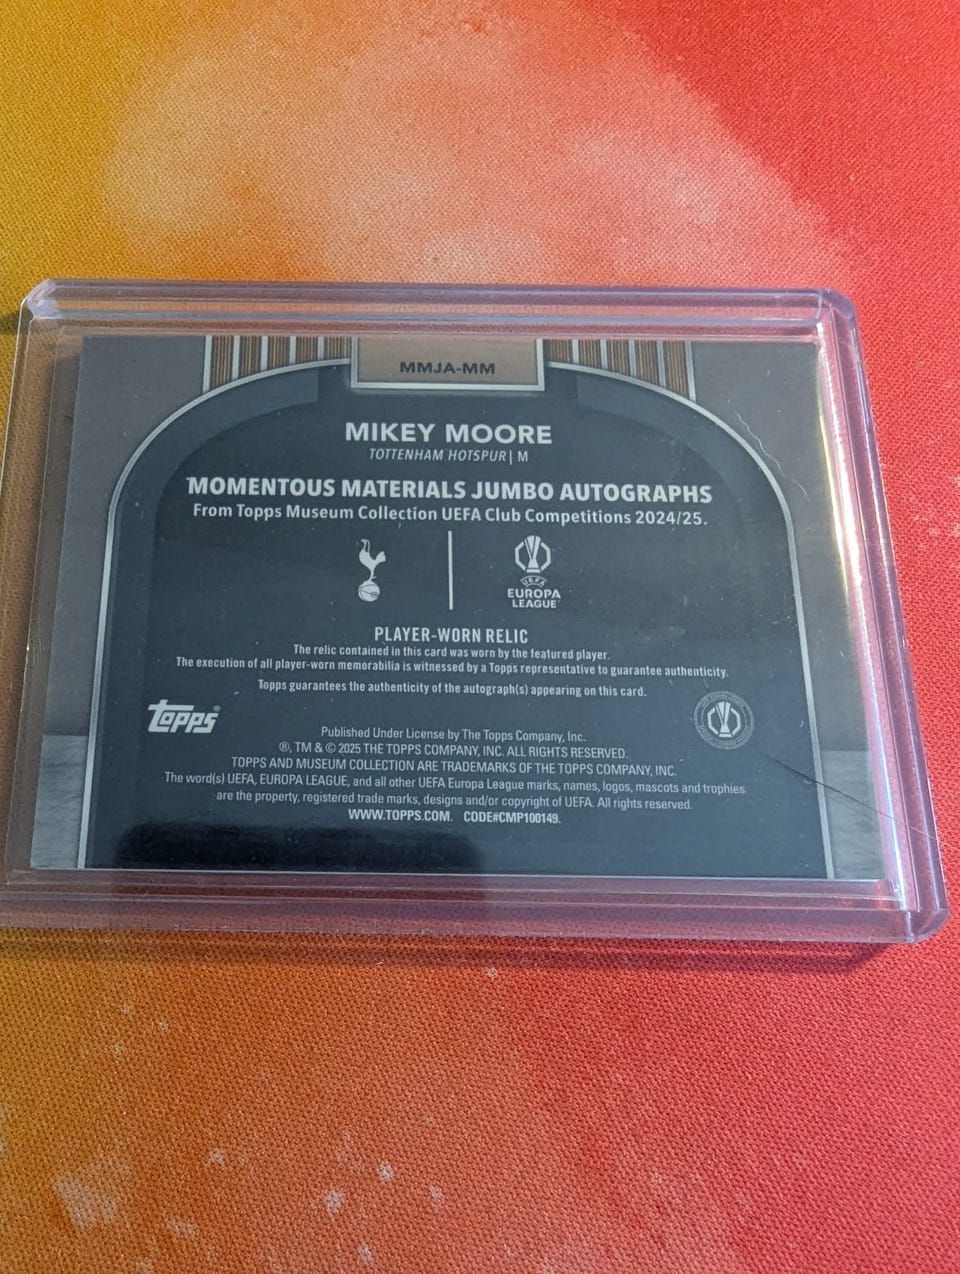 MMJA-MM
MIKEY MOORE
TOTTENHAM HOTSPUR | M
MOMENTOUS MATERIALS JUMBO AUTOGRAPHS
From Topps Museum Collection UEFA Club Competitions 2024/25.
UEFA
EUROPA
LEAGUE
PLAYER-WORN RELIC
The relic contained in this card was worn by the featured player.
The execution of all player-worn memorabilia is witnessed by a Topps representative to guarantee authenticity.
Topps guarantees the authenticity of the autograph(s) appearing on this card.
Topps®
Published Under License by The Topps Company, Inc.
®, TM & © 2025 THE TOPPS COMPANY, INC. ALL RIGHTS RESERVED.
TOPPS AND MUSEUM COLLECTION ARE TRADEMARKS OF THE TOPPS COMPANY, INC.
The word(s) UEFA, EUROPA LEAGUE, and all other UEFA Europa League marks, names, logos, mascots and trophies
are the property, registered trade marks, designs and/or copyright of UEFA. All rights reserved.
WWW.TOPPS.COM. CODE#CMP100149.